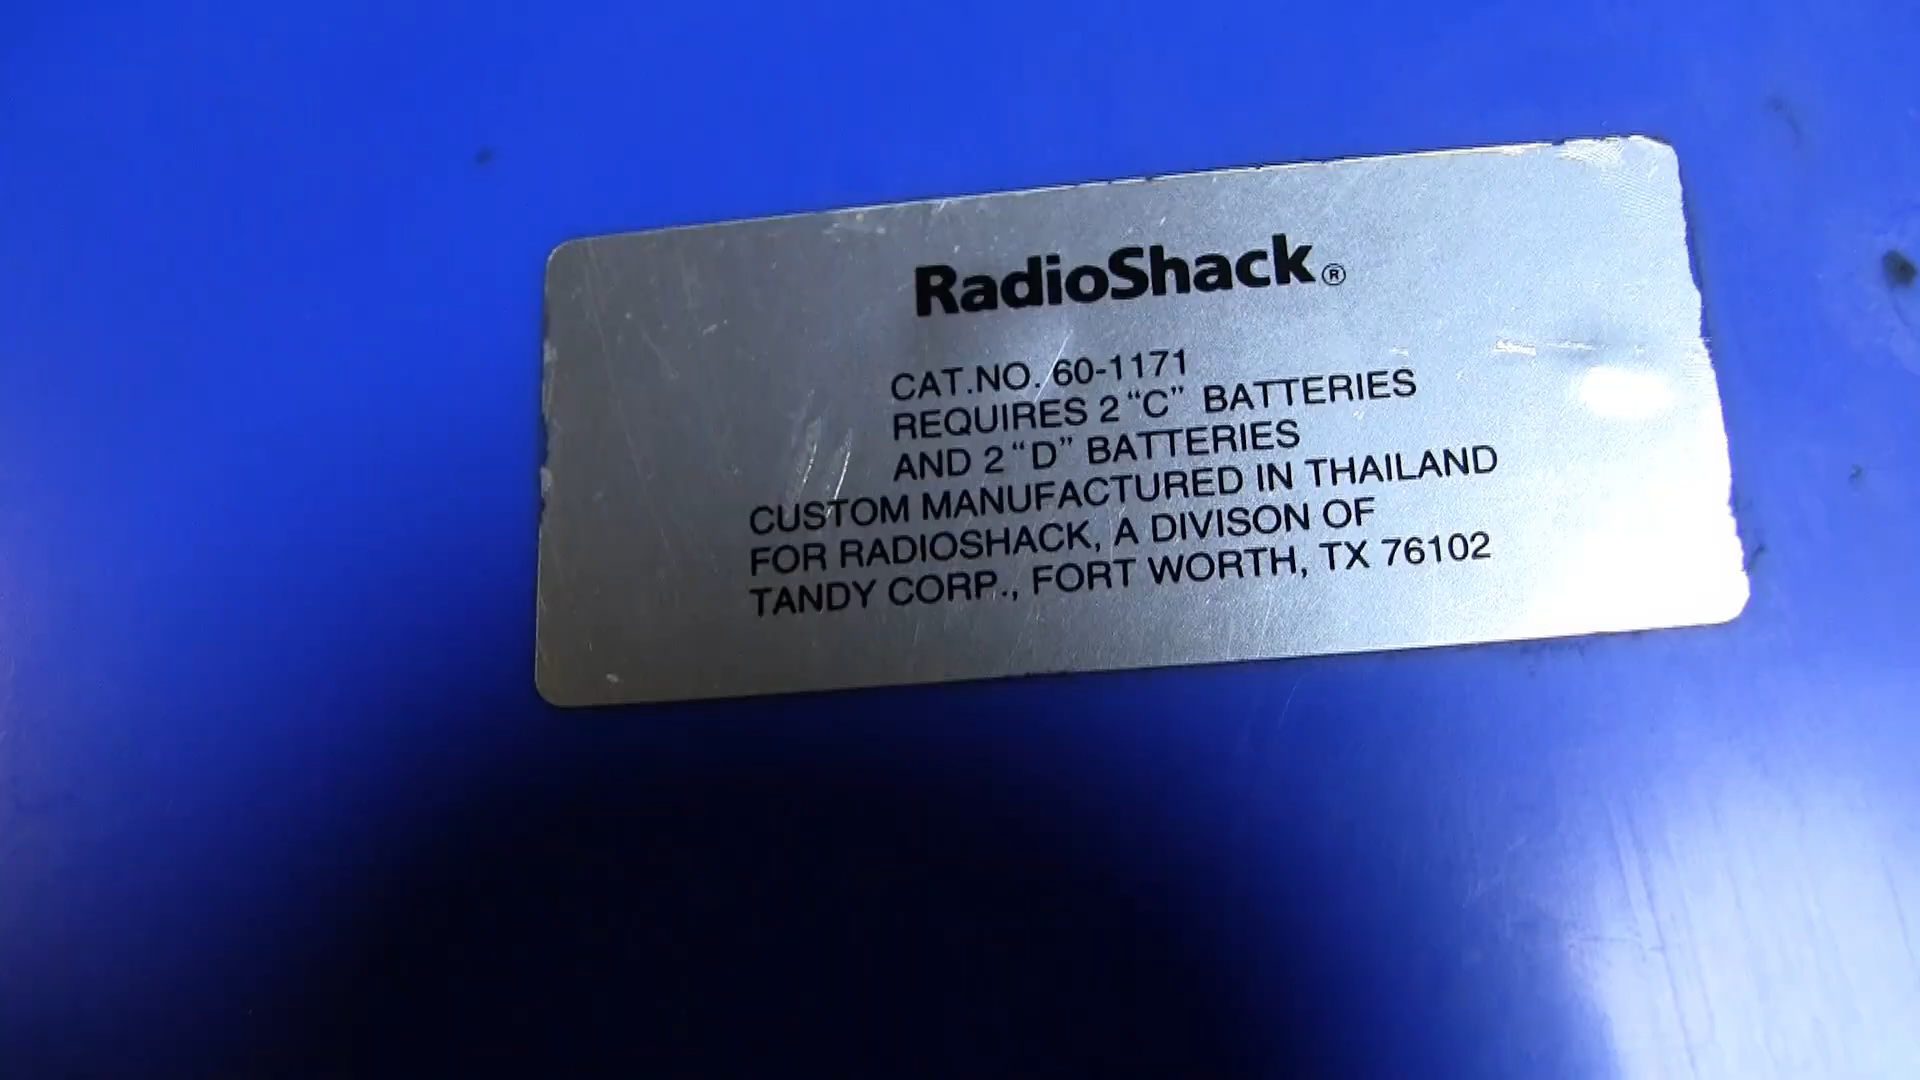 RadioShack®
CAT.NO. 60-1171
REQUIRES 2 “C” BATTERIES
AND 2 “D” BATTERIES
CUSTOM MANUFACTURED IN THAILAND
FOR RADIOSHACK, A DIVISON OF
TANDY CORP., FORT WORTH, TX 76102